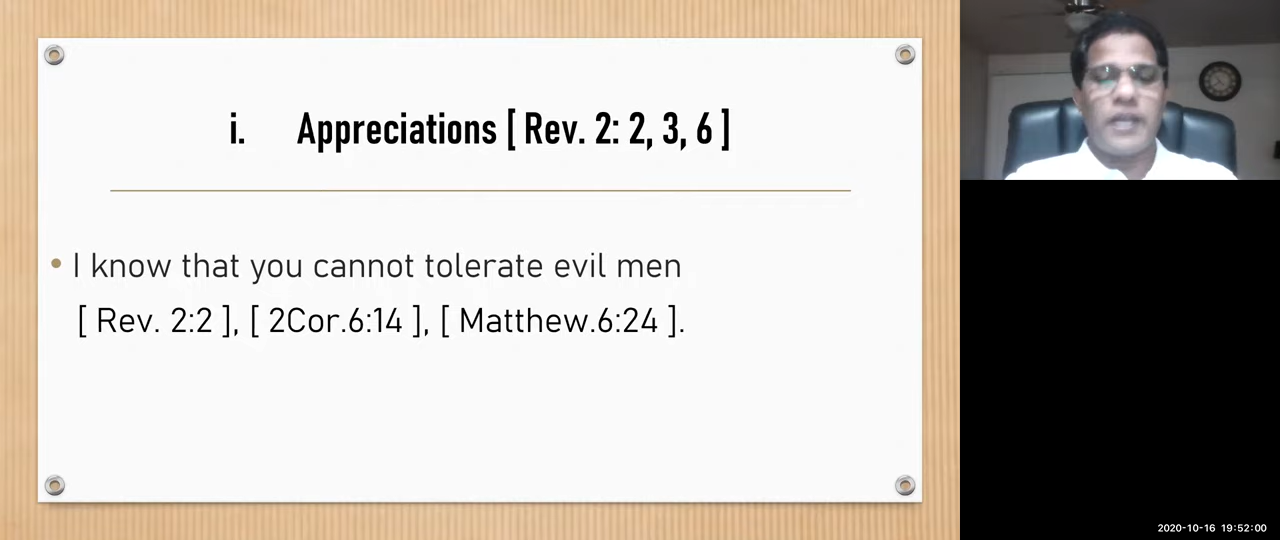 i. Appreciations [ Rev. 2: 2, 3, 6 ]
• I know that you cannot tolerate evil men
[ Rev. 2:2 ], [ 2Cor.6:14 ], [ Matthew.6:24 ].
2020-10-16 19:52:00